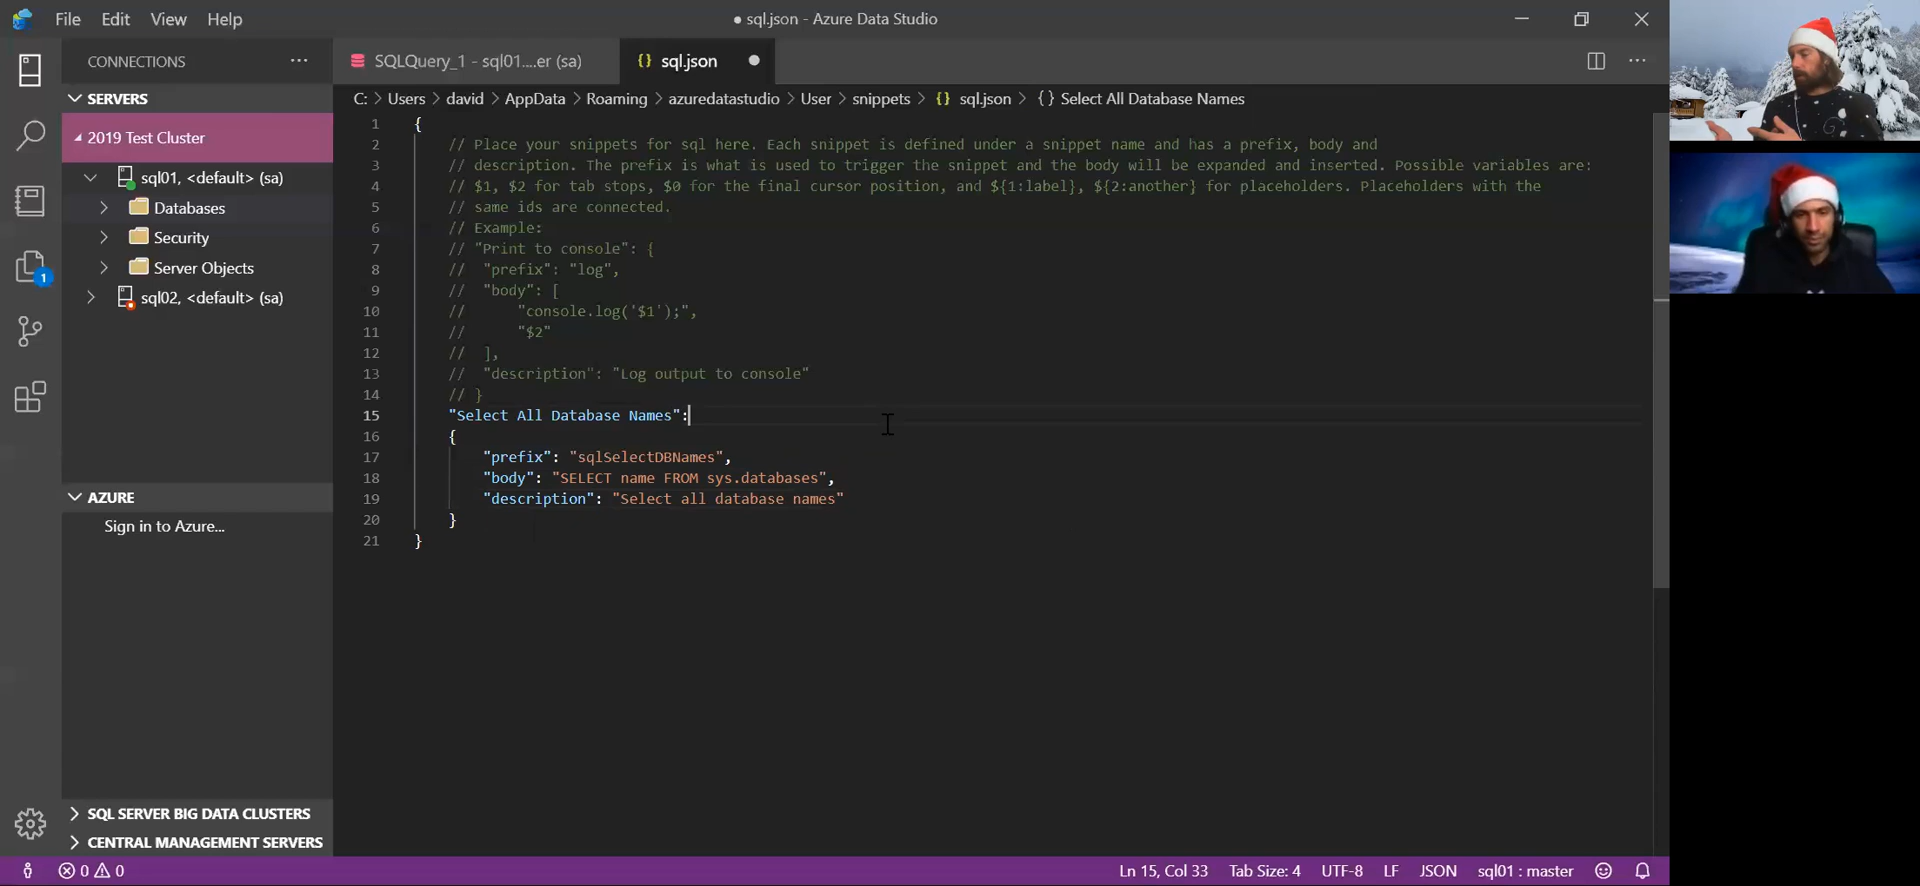 File Edit View Help
● sql.json - Azure Data Studio
CONNECTIONS ...
SERVERS
2019 Test Cluster
sql01, <default> (sa)
Databases
Security
Server Objects
sql02, <default> (sa)
1
AZURE
Sign in to Azure...
SQL SERVER BIG DATA CLUSTERS
CENTRAL MANAGEMENT SERVERS
SQLQuery_1 - sql01....er (sa)
{} sql.json ●
C: > Users > david > AppData > Roaming > azuredatastudio > User > snippets > {} sql.json > {} Select All Database Names
1 {
2 // Place your snippets for sql here. Each snippet is defined under a snippet name and has a prefix, body and
3 // description. The prefix is what is used to trigger the snippet and the body will be expanded and inserted. Possible variables are:
4 // $1, $2 for tab stops, $0 for the final cursor position, and ${1:label}, ${2:another} for placeholders. Placeholders with the
5 // same ids are connected.
6 // Example:
7 // "Print to console": {
8 // "prefix": "log",
9 // "body": [
10 // "console.log('$1');",
11 // "$2"
12 // ],
13 // "description": "Log output to console"
14 // }
15 "Select All Database Names":
16 {
17 "prefix": "sqlSelectDBNames",
18 "body": "SELECT name FROM sys.databases",
19 "description": "Select all database names"
20 }
21 }
0 0
Ln 15, Col 33 Tab Size: 4 UTF-8 LF JSON sql01 : master